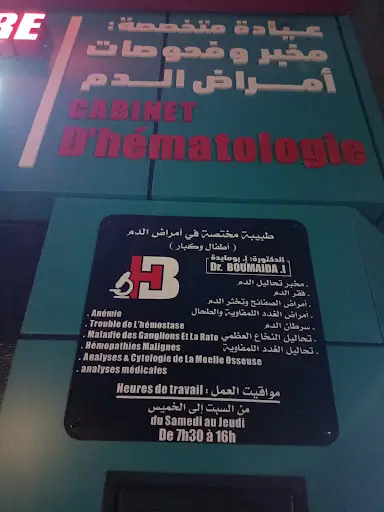 BE
عيادة متخصصة:
مخبر وفحوصات
أمراض الدم
CABINET
D'hématologie
طبيبة مختصة في أمراض الدم
( أطفال وكبار )
الدكتورة: إ. بومايدة
Dr. BOUMAIDA .I
HB
. مخبر تحاليل الدم
. فقر الدم
. أمراض الصفائح وتخثر الدم
. أمراض الغدد اللمفاوية والطحال
. سرطان الدم
. تحاليل النخاع العظمي
. تحاليل الغدد اللمفاوية
. Anémie
. Trouble de L'hémostase
. Maladie des Ganglions Et La Rate
. Hémopathies Malignes
. Analyses & Cytologie de La Moelle Osseuse
. analyses médicales
Heures de travail : مواقيت العمل
من السبت إلى الخميس
du Samedi au Jeudi
De 7h30 à 16h